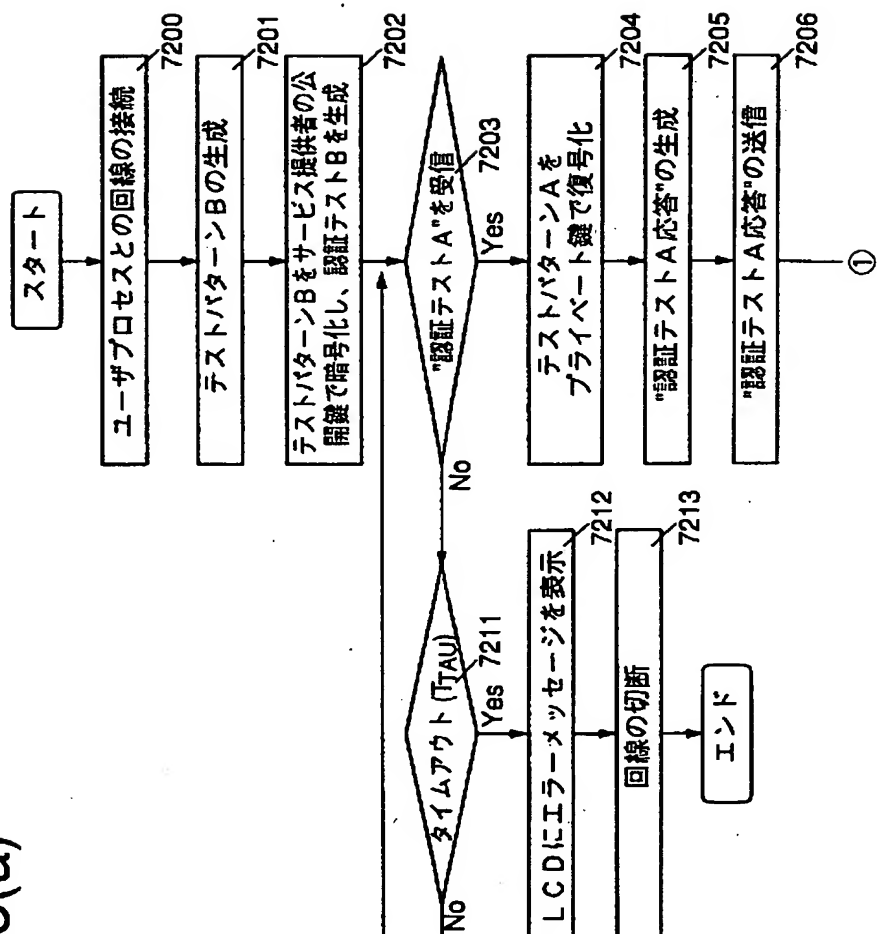 スタート
ユーザプロセスとの回線の接続
7200
テストパターンBの生成
7201
テストパターンBをサービス提供者の公
開鍵で暗号化し、認証テストBを生成
7202
"認証テストA"を受信
7203
Yes
No
テストパターンAを
プライベート鍵で復号化
7204
"認証テストA応答"の生成
7205
"認証テストA応答"の送信
7206
①
タイムアウト(TTAU)
7211
Yes
No
LCDにエラーメッセージを表示
7212
回線の切断
7213
エンド
(a)